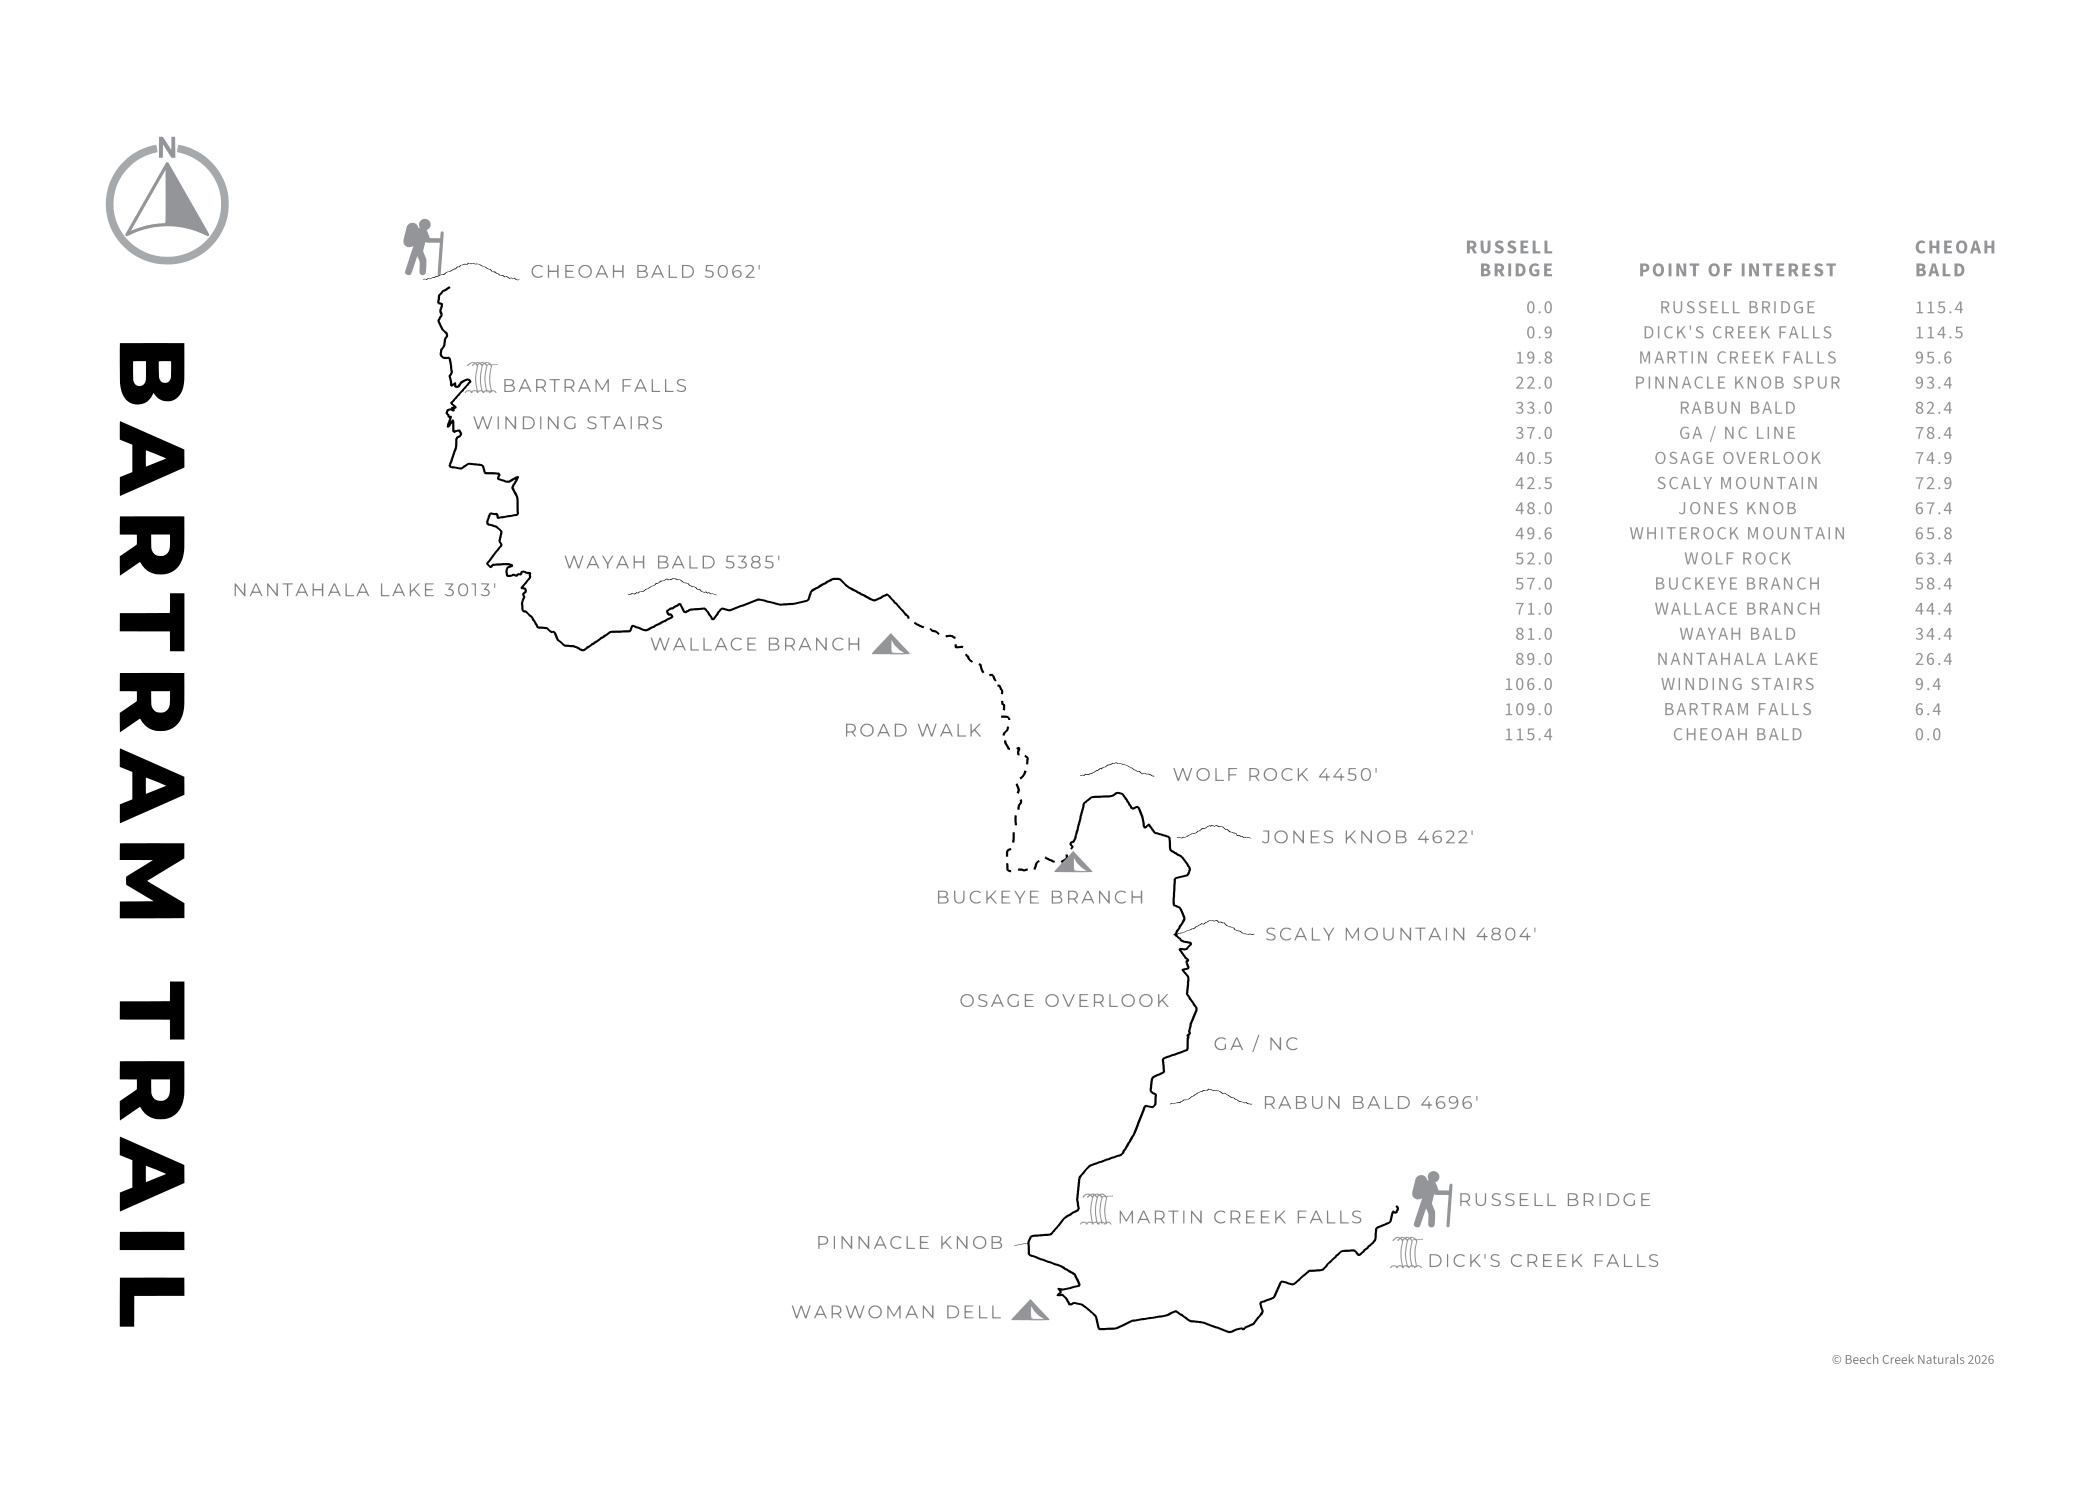 N
BARTRAM TRAIL
CHEOAH BALD 5062'
BARTRAM FALLS
WINDING STAIRS
WAYAH BALD 5385'
NANTAHALA LAKE 3013'
WALLACE BRANCH
ROAD WALK
WOLF ROCK 4450'
JONES KNOB 4622'
BUCKEYE BRANCH
SCALY MOUNTAIN 4804'
OSAGE OVERLOOK
GA / NC
RABUN BALD 4696'
RUSSELL BRIDGE
MARTIN CREEK FALLS
PINNACLE KNOB
DICK'S CREEK FALLS
WARWOMAN DELL
RUSSELL CHEOAH
BRIDGE POINT OF INTEREST BALD
0.0 RUSSELL BRIDGE 115.4
0.9 DICK'S CREEK FALLS 114.5
19.8 MARTIN CREEK FALLS 95.6
22.0 PINNACLE KNOB SPUR 93.4
33.0 RABUN BALD 82.4
37.0 GA / NC LINE 78.4
40.5 OSAGE OVERLOOK 74.9
42.5 SCALY MOUNTAIN 72.9
48.0 JONES KNOB 67.4
49.6 WHITEROCK MOUNTAIN 65.8
52.0 WOLF ROCK 63.4
57.0 BUCKEYE BRANCH 58.4
71.0 WALLACE BRANCH 44.4
81.0 WAYAH BALD 34.4
89.0 NANTAHALA LAKE 26.4
106.0 WINDING STAIRS 9.4
109.0 BARTRAM FALLS 6.4
115.4 CHEOAH BALD 0.0
© Beech Creek Naturals 2026